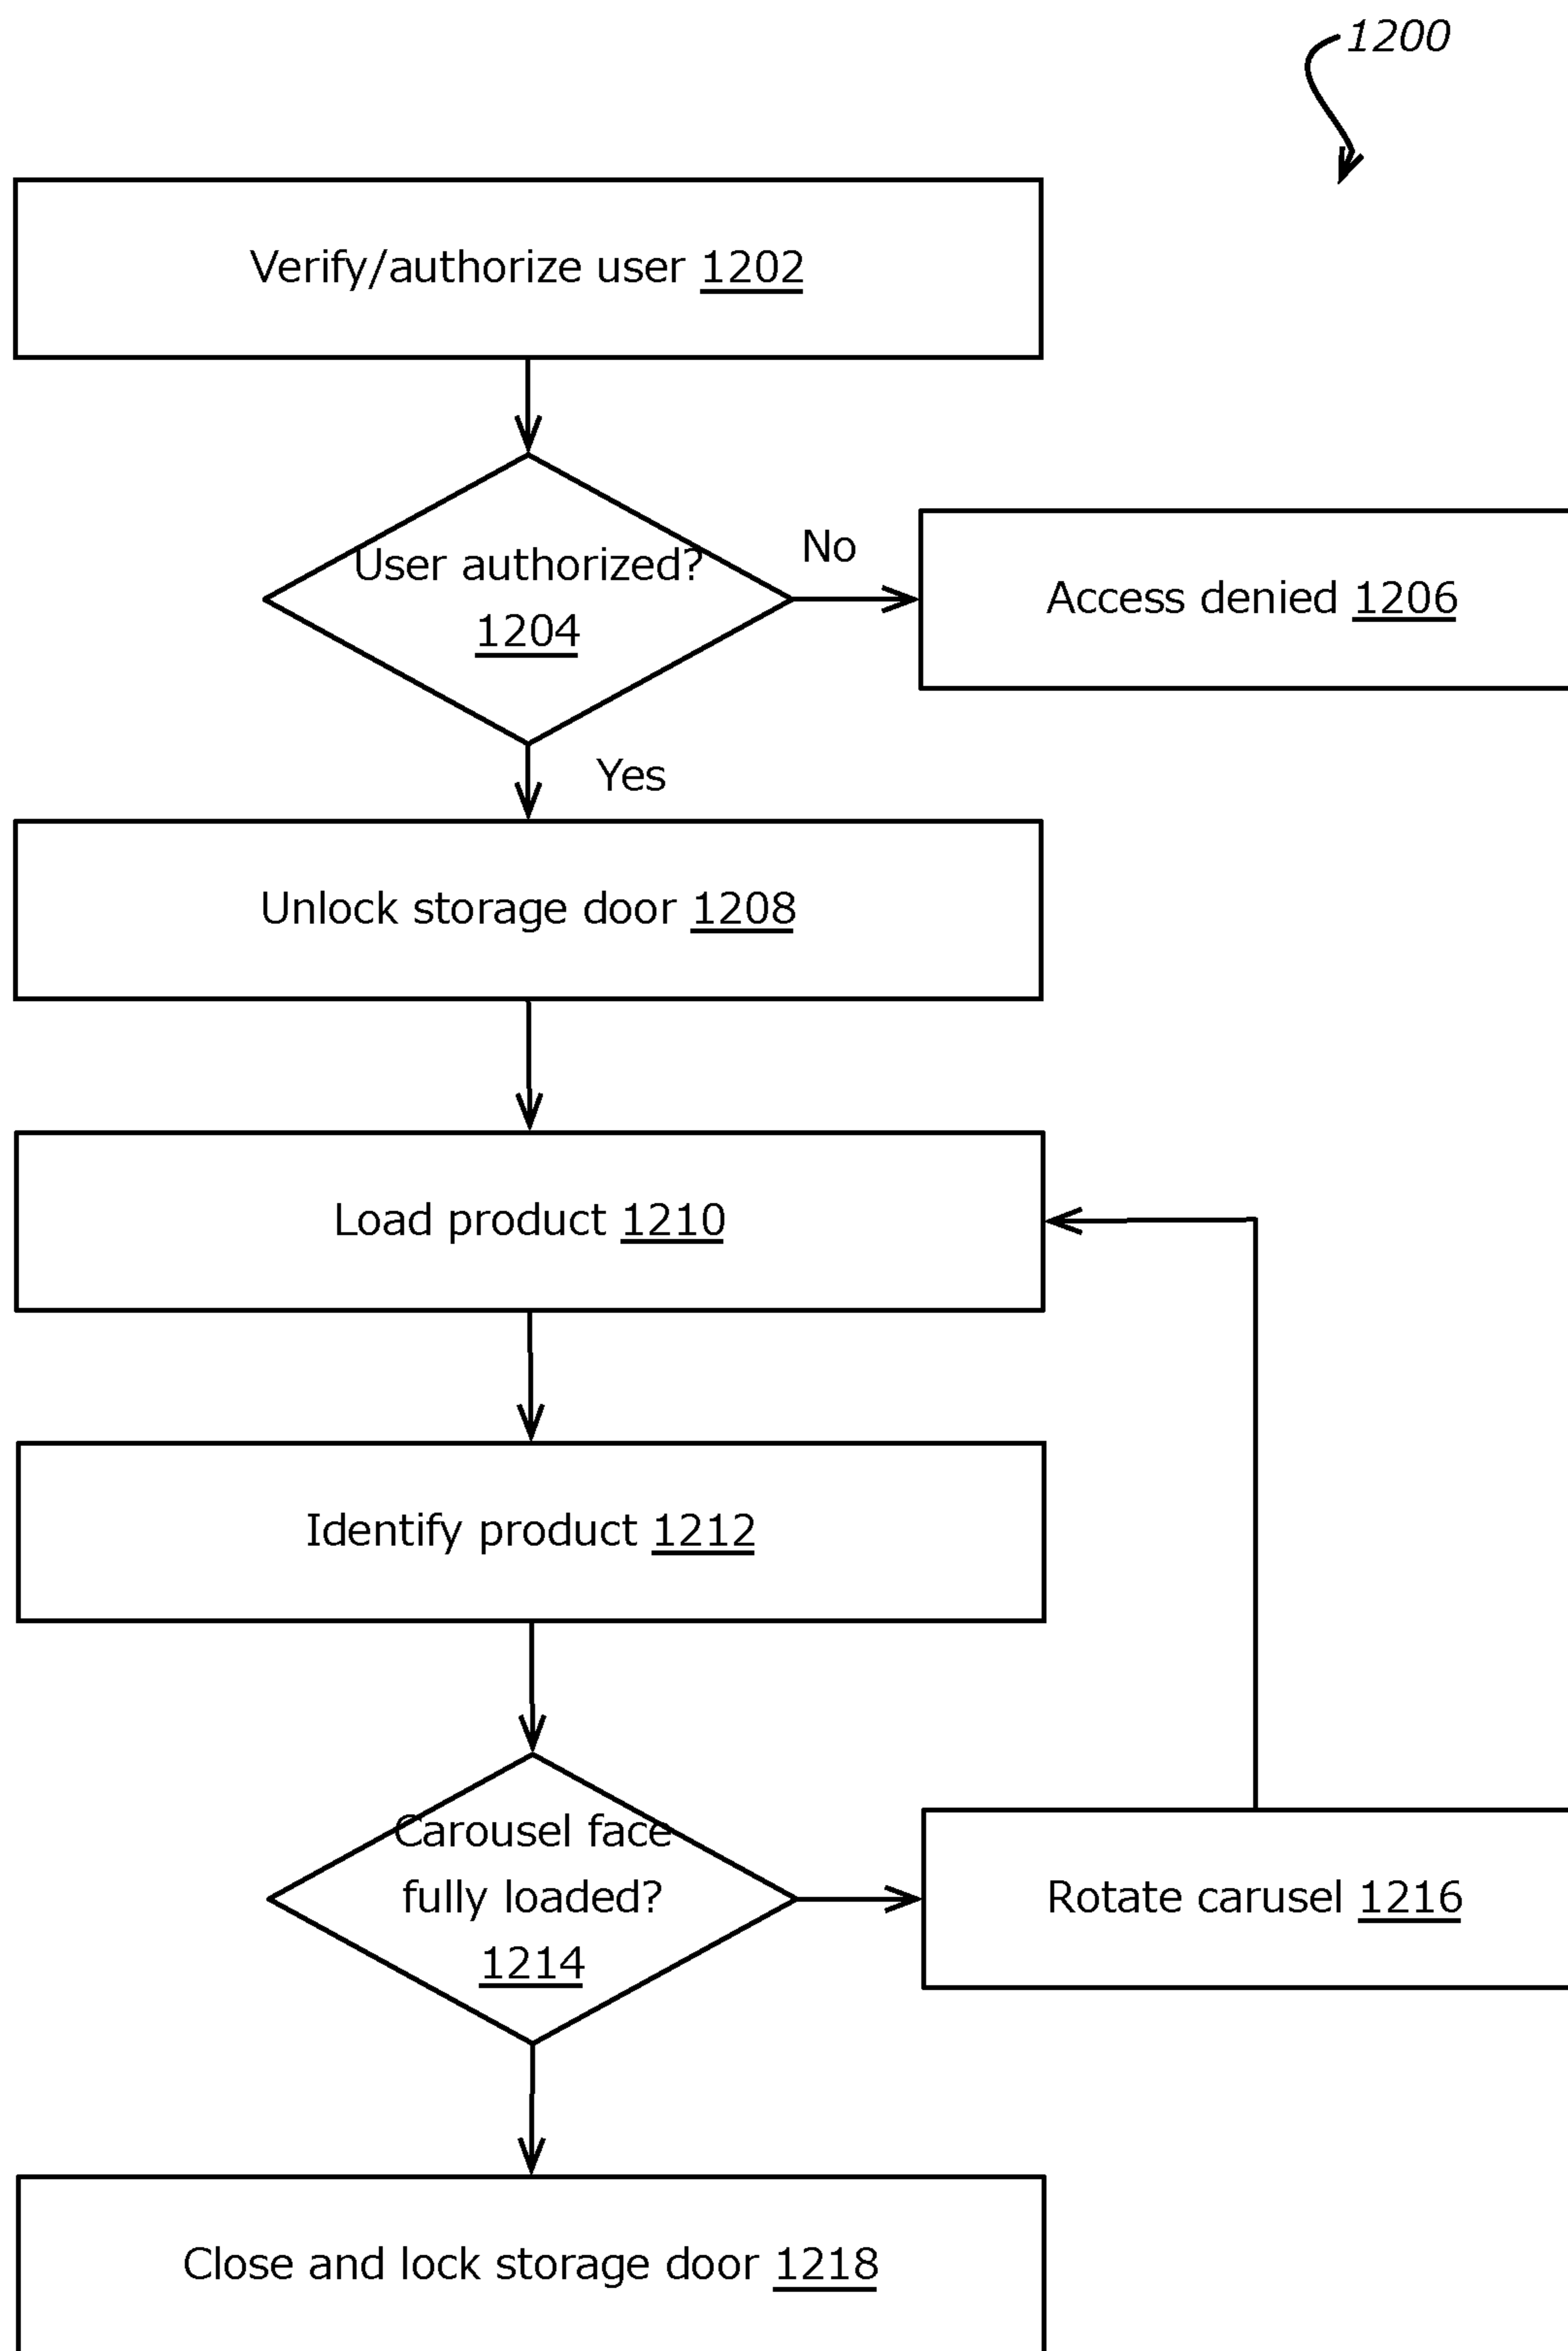 1200
Verify/authorize user 1202
User authorized?
1204
No
Access denied 1206
Yes
Unlock storage door 1208
Load product 1210
Identify product 1212
Carousel face
fully loaded?
1214
Rotate carusel 1216
Close and lock storage door 1218